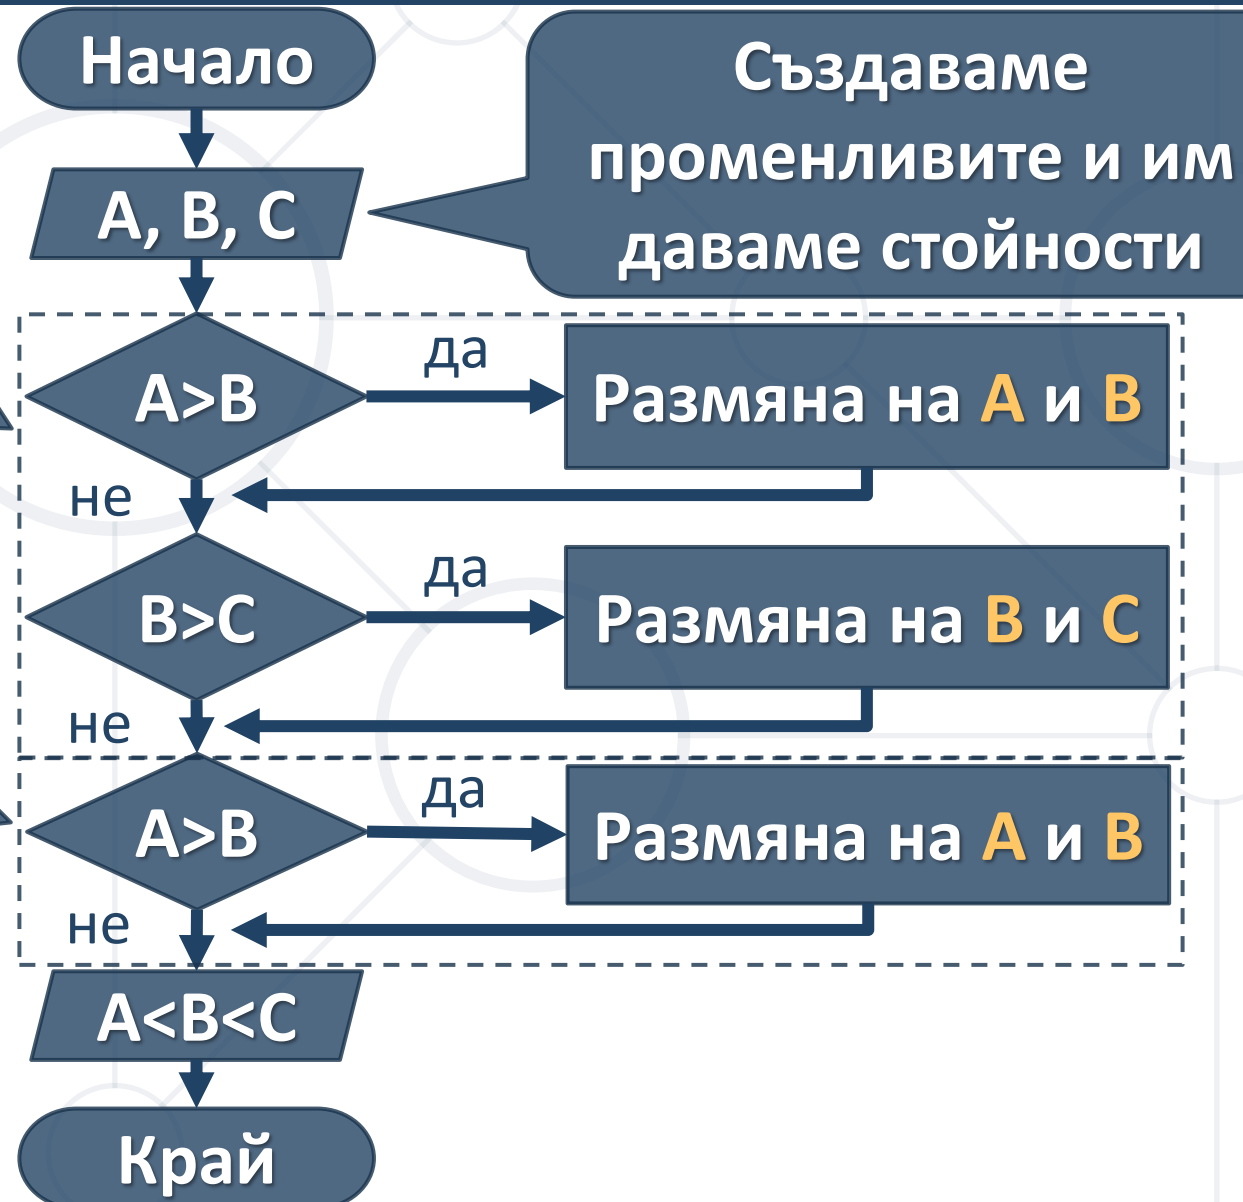 Начало
Създаваме
променливите и им
даваме стойности
A, B, C
A>B
да
Размяна на A и B
не
B>C
да
Размяна на B и C
не
A>B
да
Размяна на A и B
не
A<B<C
Край